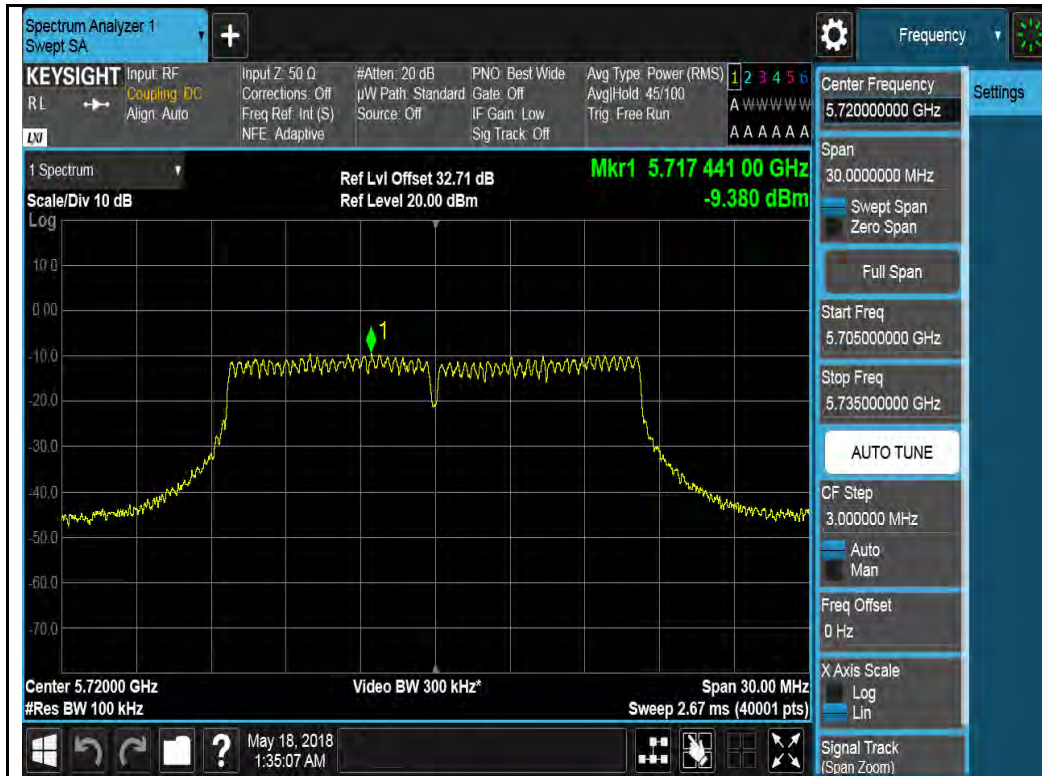 Spectrum Analyzer 1
Swept SA
+
Frequency
KEYSIGHT
R L
LXI
Input: RF
Coupling: DC
Align: Auto
Input Z: 50 Ω
Corrections: Off
Freq Ref: Int (S)
NFE: Adaptive
#Atten: 20 dB
µW Path: Standard
Source: Off
PNO: Best Wide
Gate: Off
IF Gain: Low
Sig Track: Off
Avg Type: Power (RMS)
Avg|Hold: 45/100
Trig: Free Run
1 2 3 4 5 6
A W W W W W
A A A A A A
1 Spectrum
Scale/Div 10 dB
Ref Lvl Offset 32.71 dB
Ref Level 20.00 dBm
Mkr1 5.717 441 00 GHz
-9.380 dBm
Log
10.0
0.00
-10.0
-20.0
-30.0
-40.0
-50.0
-60.0
-70.0
1
Center 5.72000 GHz
#Res BW 100 kHz
Video BW 300 kHz*
Span 30.00 MHz
Sweep 2.67 ms (40001 pts)
?
May 18, 2018
1:35:07 AM
Center Frequency
5.720000000 GHz
Span
30.0000000 MHz
Swept Span
Zero Span
Full Span
Start Freq
5.705000000 GHz
Stop Freq
5.735000000 GHz
AUTO TUNE
CF Step
3.000000 MHz
Auto
Man
Freq Offset
0 Hz
X Axis Scale
Log
Lin
Signal Track
(Span Zoom)
Settings